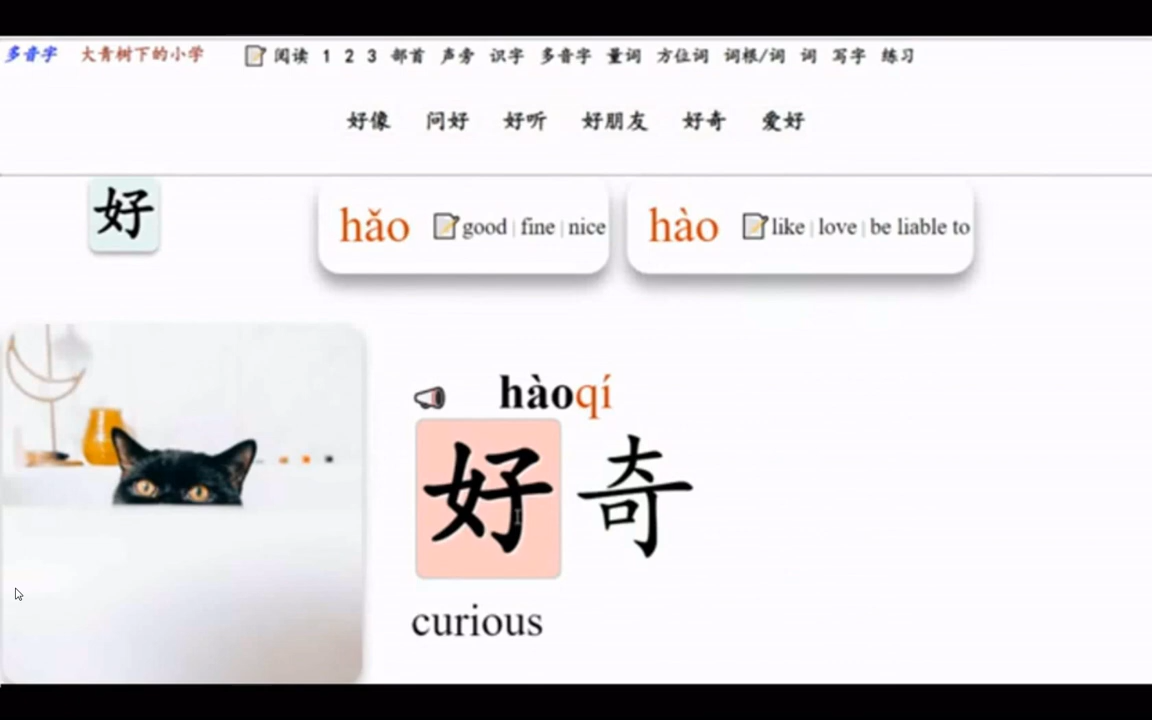 多音字 大青树下的小学 阅读 1 2 3 部首 声旁 识字 多音字 量词 方位词 词根/词 词 写字 练习
好像 问好 好听 好朋友 好奇 爱好
好 hǎo good | fine | nice hào like | love | be liable to
hàoqí
好奇
curious